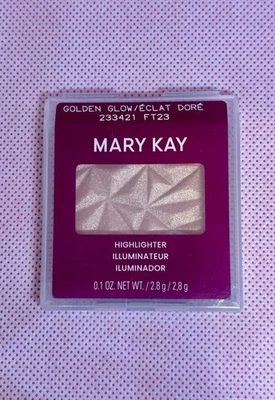 GOLDEN GLOW/ÉCLAT DORÉ
233421 FT23
MARY KAY
HIGHLIGHTER
ILLUMINATEUR
ILUMINADOR
0.1 OZ. NET WT. / 2.8 g / 2,8 g